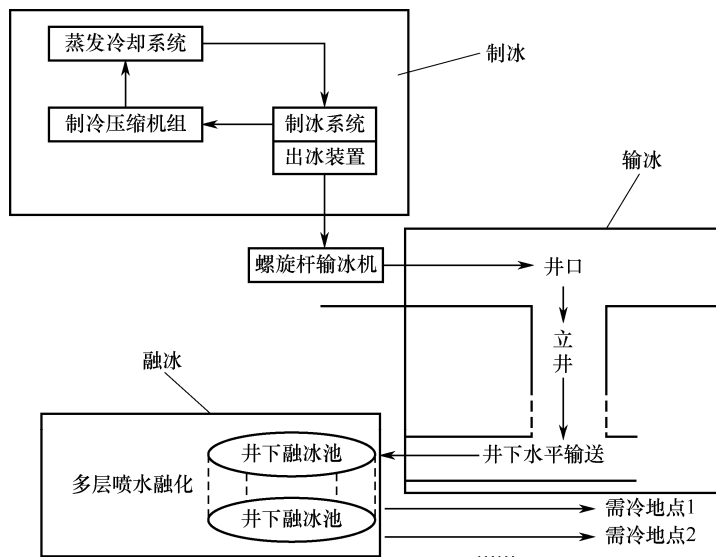 蒸发冷却系统
制冰
制冷压缩机组
制冰系统
出冰装置
输冰
螺旋杆输冰机
井口
立
井
融冰
井下融冰池
井下水平输送
多层喷水融化
井下融冰池
需冷地点1
需冷地点2